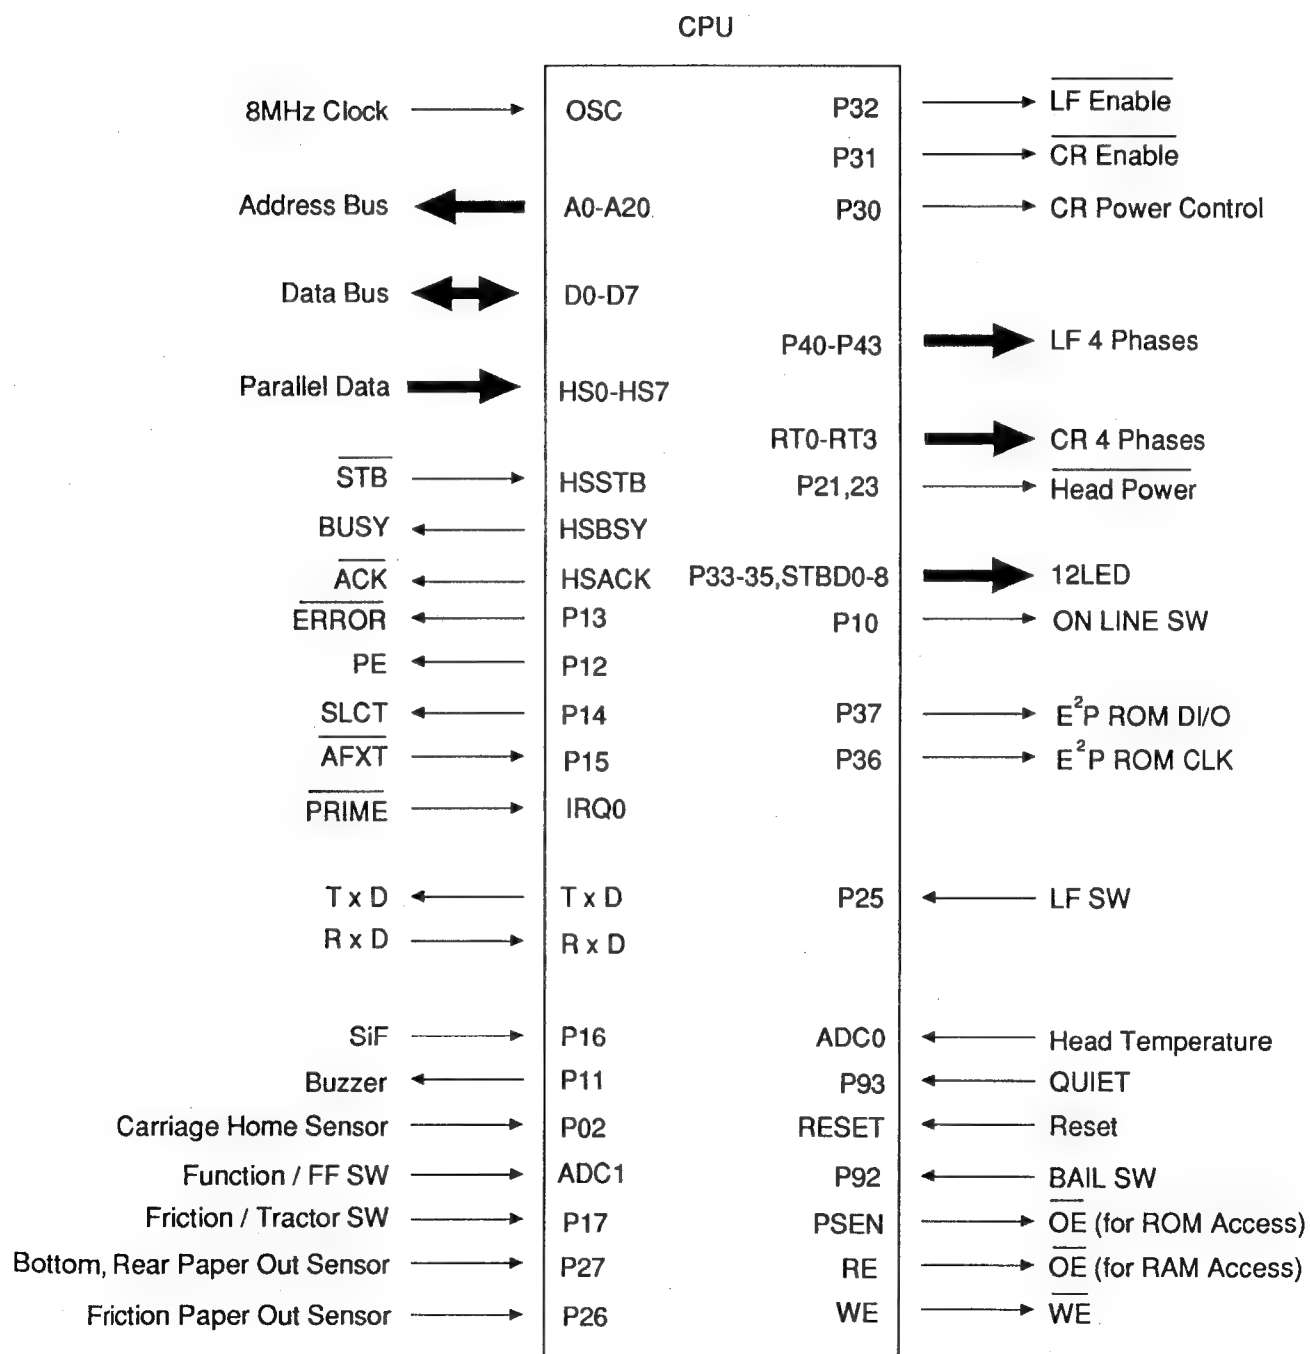 CPU
8MHz Clock OSC P32 LF Enable
P31 CR Enable
Address Bus A0-A20 P30 CR Power Control
Data Bus D0-D7
P40-P43 LF 4 Phases
Parallel Data HS0-HS7
RT0-RT3 CR 4 Phases
STB HSSTB P21,23 Head Power
BUSY HSBSY
ACK HSACK P33-35,STBD0-8 12LED
ERROR P13 P10 ON LINE SW
PE P12
SLCT P14 P37 E²P ROM DI/O
AFXT P15 P36 E²P ROM CLK
PRIME IRQ0
T x D T x D P25 LF SW
R x D R x D
SiF P16 ADC0 Head Temperature
Buzzer P11 P93 QUIET
Carriage Home Sensor P02 RESET Reset
Function / FF SW ADC1 P92 BAIL SW
Friction / Tractor SW P17 PSEN OE (for ROM Access)
Bottom, Rear Paper Out Sensor P27 RE OE (for RAM Access)
Friction Paper Out Sensor P26 WE WE